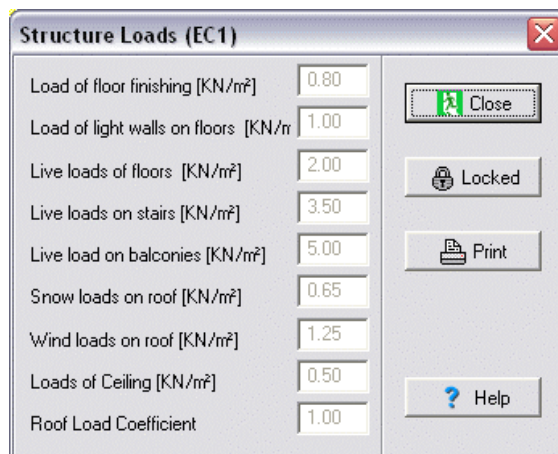 Structure Loads (EC1)
Load of floor finishing [KN/m²] 0.80
Load of light walls on floors [KN/m 1.00
Live loads of floors [KN/m²] 2.00
Live loads on stairs [KN/m²] 3.50
Live load on balconies [KN/m²] 5.00
Snow loads on roof [KN/m²] 0.65
Wind loads on roof [KN/m²] 1.25
Loads of Ceiling [KN/m²] 0.50
Roof Load Coefficient 1.00
Close
Locked
Print
? Help